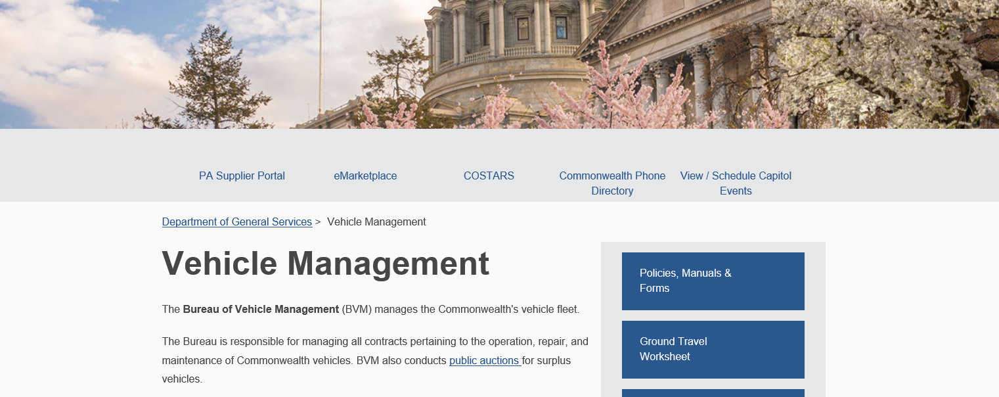 PA Supplier Portal
eMarketplace
COSTARS
Commonwealth Phone
Directory
View / Schedule Capitol
Events
Department of General Services > Vehicle Management
Vehicle Management
The Bureau of Vehicle Management (BVM) manages the Commonwealth's vehicle fleet.
The Bureau is responsible for managing all contracts pertaining to the operation, repair, and
maintenance of Commonwealth vehicles. BVM also conducts public auctions for surplus
vehicles.
Policies, Manuals &
Forms
Ground Travel
Worksheet